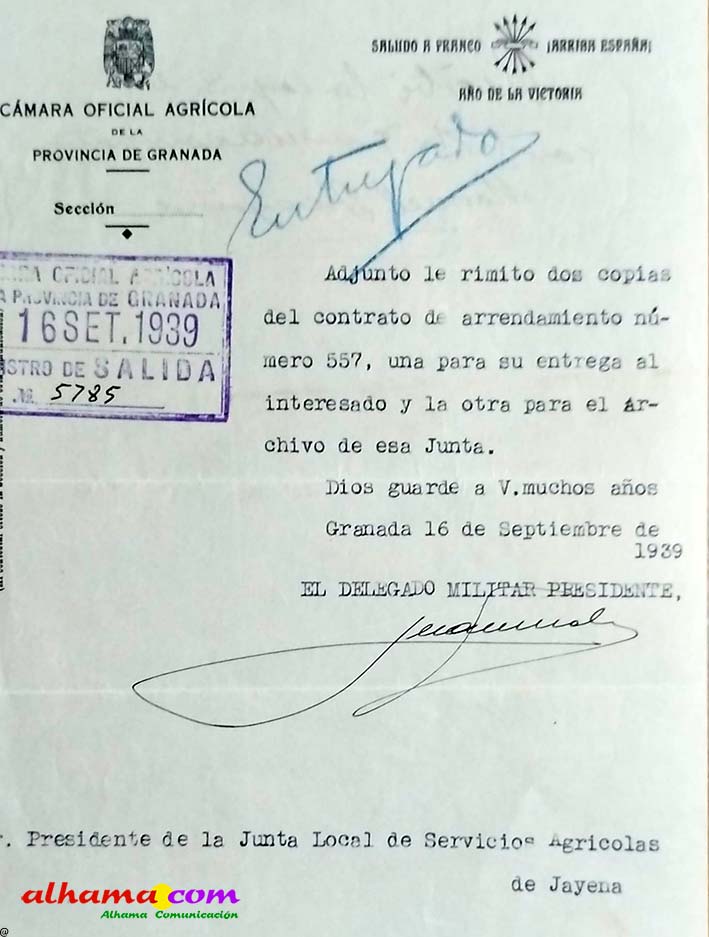 SALUDO A FRANCO ¡ARRIBA ESPAÑA!
AÑO DE LA VICTORIA
CÁMARA OFICIAL AGRÍCOLA
DE LA
PROVINCIA DE GRANADA
Sección
Entregado
OFICIAL AGRÍCOLA
PROVINCIA DE GRANADA
16 SET. 1939
STRO DE SALIDA
N.º 5785
Adjunto le rimito dos copias
del contrato de arrendamiento nú-
mero 557, una para su entrega al
interesado y la otra para el Ar-
chivo de esa Junta.
Dios guarde a V.muchos años
Granada 16 de Septiembre de
1939
EL DELEGADO MILITAR PRESIDENTE,
r. Presidente de la Junta Local de Servicios Agricolas
de Jayena
alhama.com
Alhama Comunicación
@